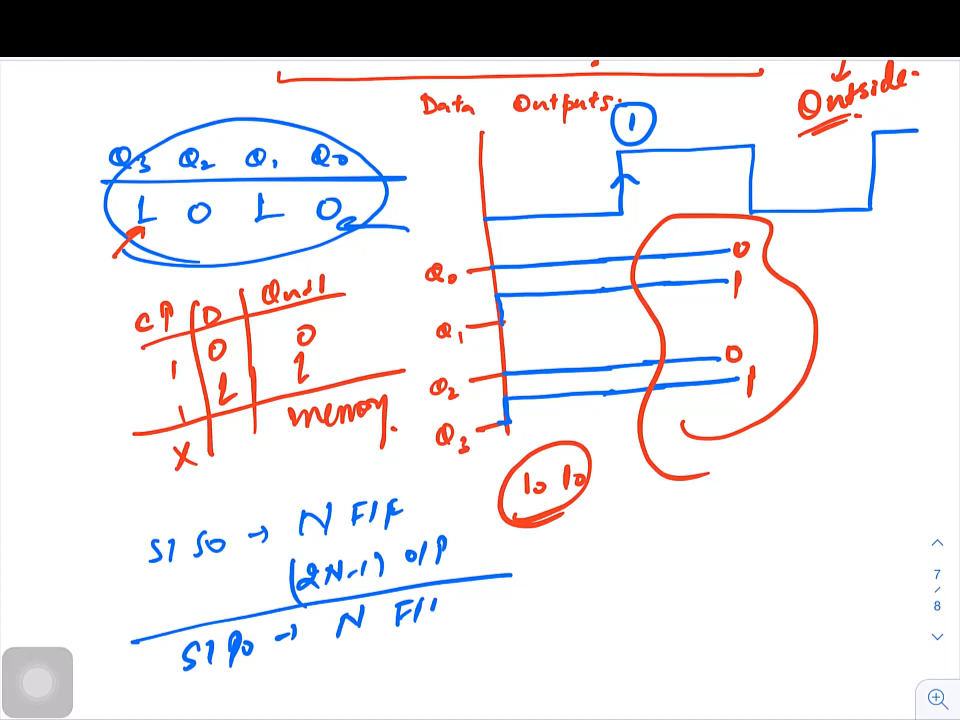 Outside.
Data Outputs.
1
Q3 Q2 Q1 Q0
1 0 1 0
Q0 0
1
Q1
0
Q2 1
Q3
CP D Qn+1
1 0 0
1 1 1
X memory.
1010
SISO → N F/F
(2N-1) O/P
SIPO → N F/
7
8